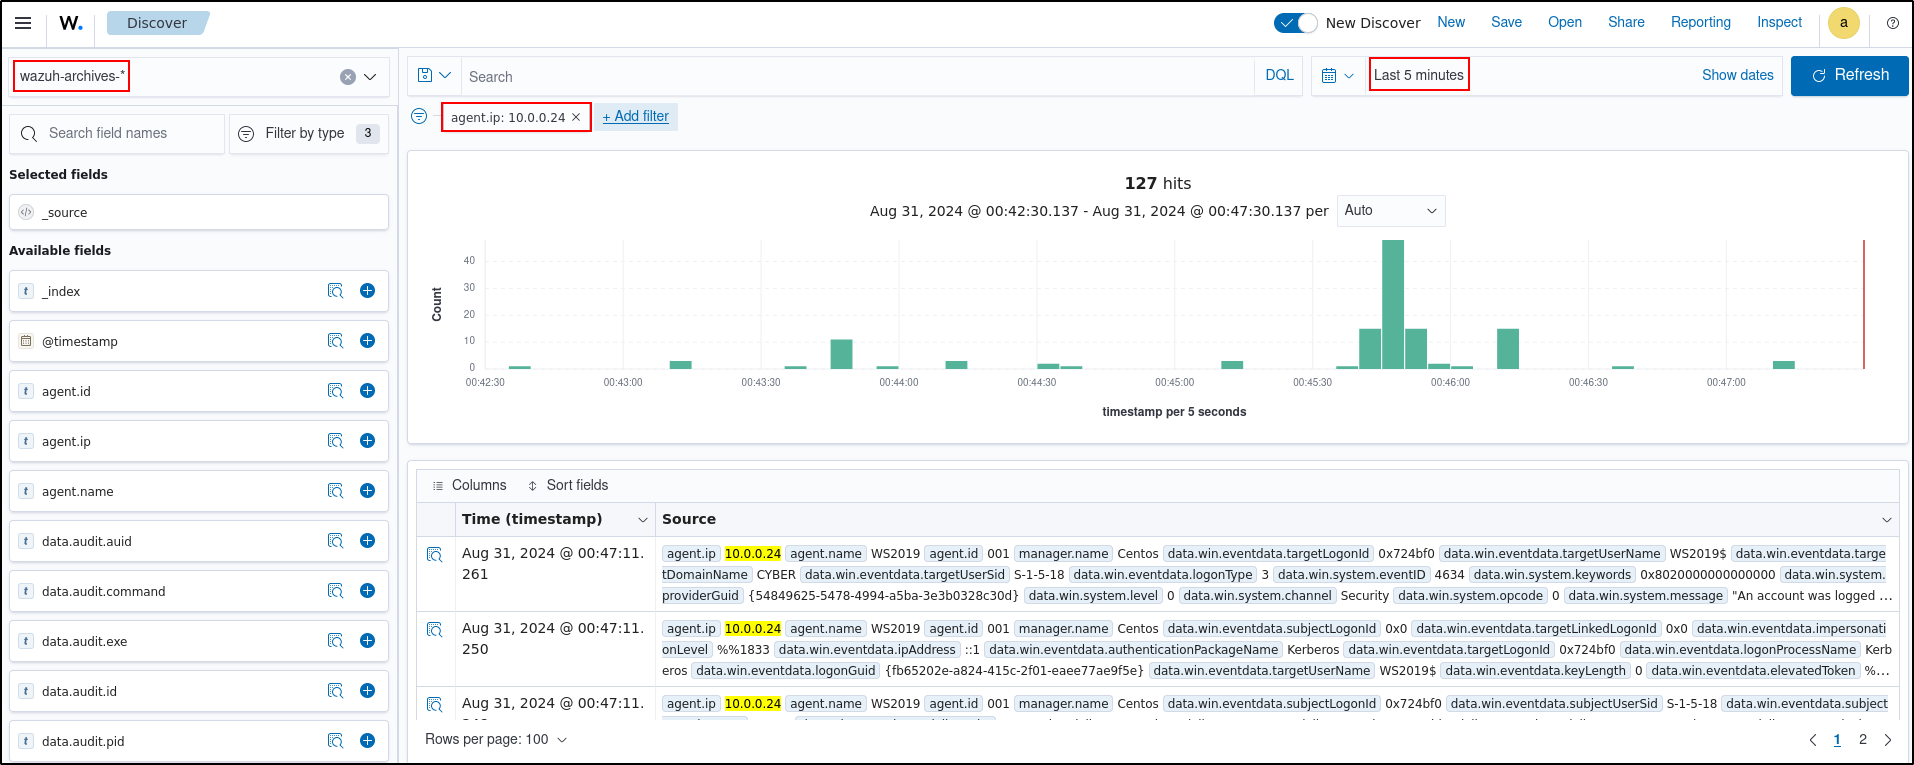 W. Discover New Discover New Save Open Share Reporting Inspect a
wazuh-archives-* Search DQL Last 5 minutes Show dates Refresh
agent.ip: 10.0.0.24 × + Add filter
Search field names Filter by type 3
Selected fields
_source
Available fields
t _index
@timestamp
t agent.id
t agent.ip
t agent.name
t data.audit.auid
t data.audit.command
t data.audit.exe
t data.audit.id
t data.audit.pid
127 hits
Aug 31, 2024 @ 00:42:30.137 - Aug 31, 2024 @ 00:47:30.137 per Auto
Count
40
30
20
10
0
00:42:30 00:43:00 00:43:30 00:44:00 00:44:30 00:45:00 00:45:30 00:46:00 00:46:30 00:47:00
timestamp per 5 seconds
Columns Sort fields
Time (timestamp) Source
Aug 31, 2024 @ 00:47:11.
261
agent.ip 10.0.0.24 agent.name WS2019 agent.id 001 manager.name Centos data.win.eventdata.targetLogonId 0x724bf0 data.win.eventdata.targetUserName WS2019$ data.win.eventdata.targe
tDomainName CYBER data.win.eventdata.targetUserSid S-1-5-18 data.win.eventdata.logonType 3 data.win.system.eventID 4634 data.win.system.keywords 0x8020000000000000 data.win.system.
providerGuid {54849625-5478-4994-a5ba-3e3b0328c30d} data.win.system.level 0 data.win.system.channel Security data.win.system.opcode 0 data.win.system.message "An account was logged ...
Aug 31, 2024 @ 00:47:11.
250
agent.ip 10.0.0.24 agent.name WS2019 agent.id 001 manager.name Centos data.win.eventdata.subjectLogonId 0x0 data.win.eventdata.targetLinkedLogonId 0x0 data.win.eventdata.impersonati
onLevel %%1833 data.win.eventdata.ipAddress ::1 data.win.eventdata.authenticationPackageName Kerberos data.win.eventdata.targetLogonId 0x724bf0 data.win.eventdata.logonProcessName Kerb
eros data.win.eventdata.logonGuid {fb65202e-a824-415c-2f01-eaee77ae9f5e} data.win.eventdata.targetUserName WS2019$ data.win.eventdata.keyLength 0 data.win.eventdata.elevatedToken %...
Aug 31, 2024 @ 00:47:11.
agent.ip 10.0.0.24 agent.name WS2019 agent.id 001 manager.name Centos data.win.eventdata.subjectLogonId 0x724bf0 data.win.eventdata.subjectUserSid S-1-5-18 data.win.eventdata.subject
Rows per page: 100 1 2